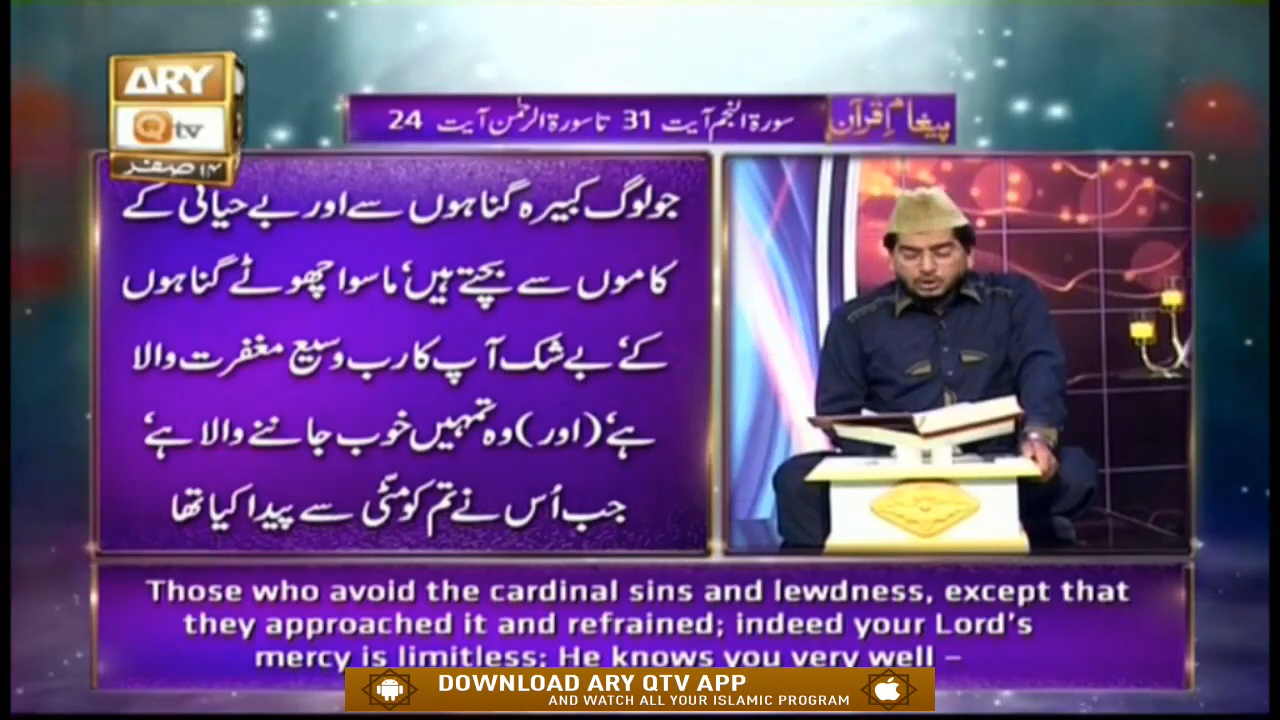 ARY
Qtv
۱۴ صفر
پیغامِ قرآن
سورۃ النجم آیت 31 تا سورۃ الرحمٰن آیت 24
جو لوگ کبیرہ گناہوں سے اور بے حیائی کے
کاموں سے بچتے ہیں‘ ماسوا چھوٹے گناہوں
کے‘ بے شک آپ کا رب وسیع مغفرت والا
ہے‘ (اور) وہ تمہیں خوب جاننے والا ہے‘
جب اُس نے تم کو مٹی سے پیدا کیا تھا
Those who avoid the cardinal sins and lewdness, except that
they approached it and refrained; indeed your Lord's
mercy is limitless; He knows you very well –
DOWNLOAD ARY QTV APP
AND WATCH ALL YOUR ISLAMIC PROGRAM